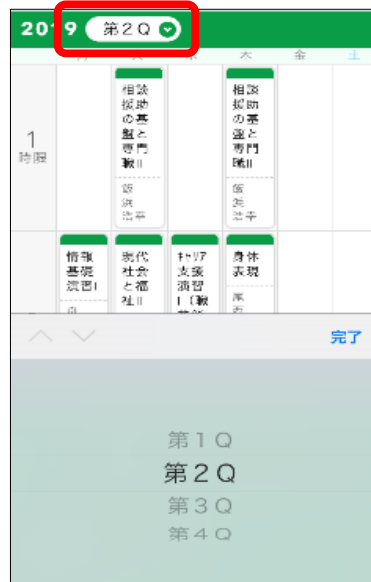 2019 第2Q
月 火 水 木 金 土
1
時限
相談
援助
の基
盤と
専門
職II
飯
浜
浩幸
相談
援助
の基
盤と
専門
職II
飯
浜
浩幸
情報
基礎
演習I
現代
社会
と福
祉II
ｷｬﾘｱ
支援
演習
I（職
身体
表現
尾
完了
第1Q
第2Q
第3Q
第4Q